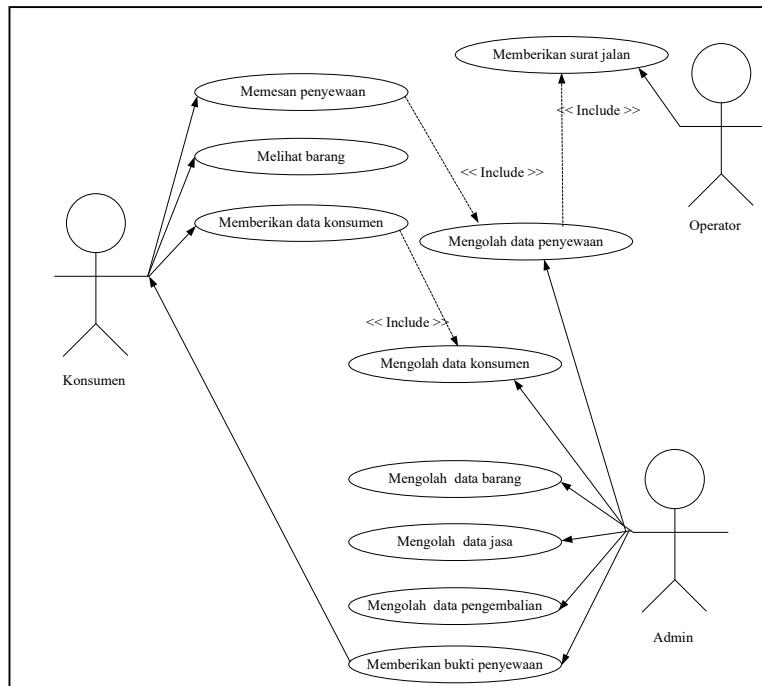 Memberikan surat jalan
Memesan penyewaan
<< Include >>
Melihat barang
<< Include >>
Memberikan data konsumen
Operator
Mengolah data penyewaan
<< Include >>
Mengolah data konsumen
Konsumen
Mengolah data barang
Mengolah data jasa
Mengolah data pengembalian
Admin
Memberikan bukti penyewaan